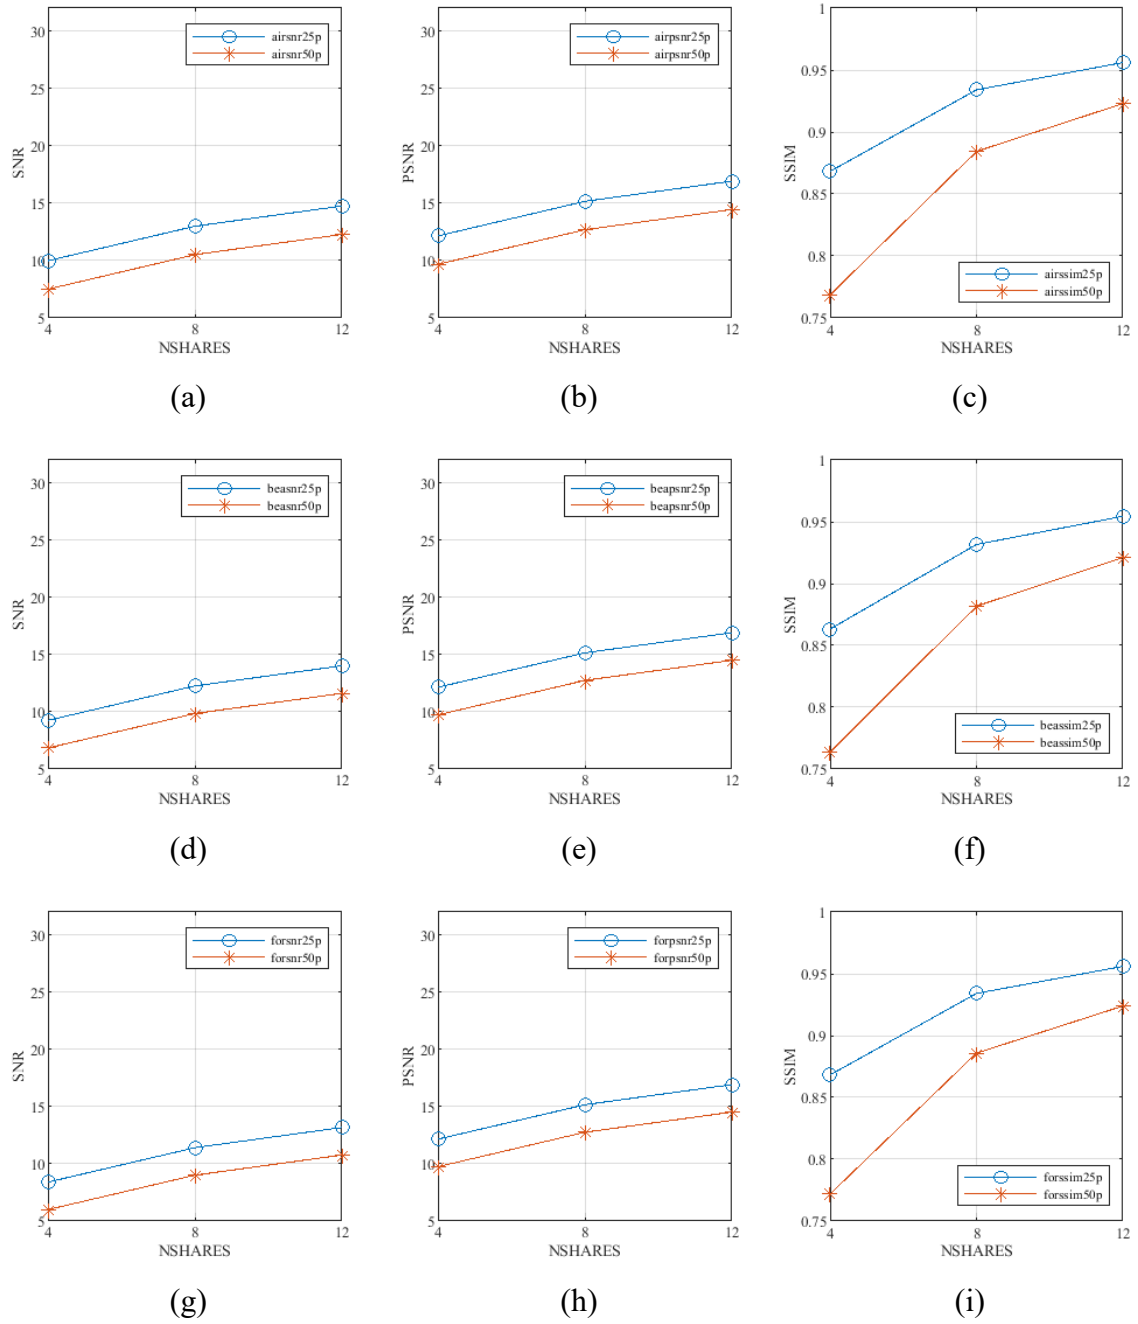 30
25
20
15
10
5
SNR
airsnr25p
airsnr50p
4
8
12
NSHARES
(a)
30
25
20
15
10
5
PSNR
airpsnr25p
airpsnr50p
4
8
12
NSHARES
(b)
1
0.95
0.9
0.85
0.8
0.75
SSIM
airssim25p
airssim50p
4
8
12
NSHARES
(c)
30
25
20
15
10
5
SNR
beasnr25p
beasnr50p
4
8
12
NSHARES
(d)
30
25
20
15
10
5
PSNR
beapsnr25p
beapsnr50p
4
8
12
NSHARES
(e)
1
0.95
0.9
0.85
0.8
0.75
SSIM
beassim25p
beassim50p
4
8
12
NSHARES
(f)
30
25
20
15
10
5
SNR
forsnr25p
forsnr50p
4
8
12
NSHARES
(g)
30
25
20
15
10
5
PSNR
forpsnr25p
forpsnr50p
4
8
12
NSHARES
(h)
1
0.95
0.9
0.85
0.8
0.75
SSIM
forssim25p
forssim50p
4
8
12
NSHARES
(i)